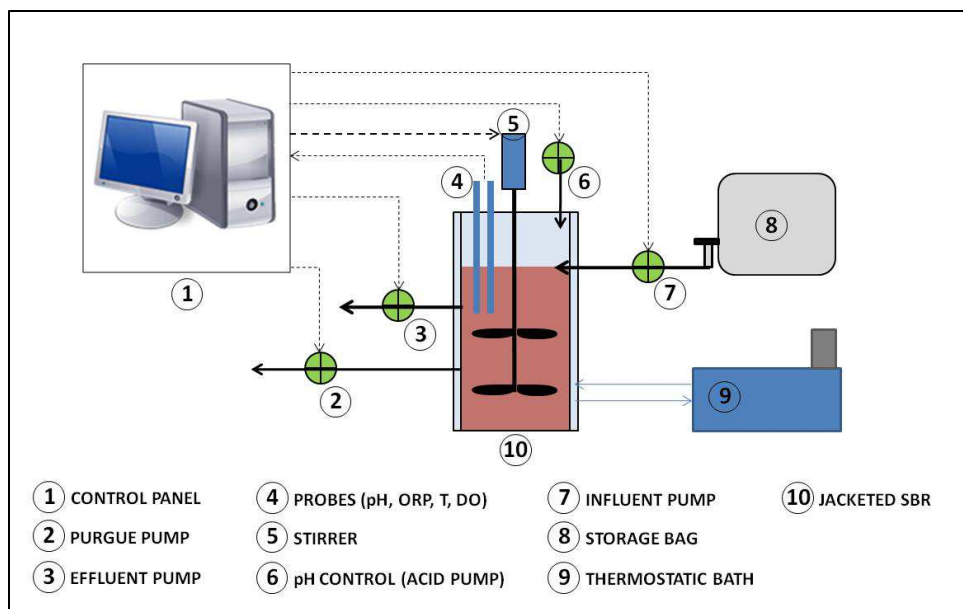 5
4
6
8
1
7
3
2
9
10
1 CONTROL PANEL
4 PROBES (pH, ORP, T, DO)
7 INFLUENT PUMP
10 JACKETED SBR
2 PURGUE PUMP
5 STIRRER
8 STORAGE BAG
3 EFFLUENT PUMP
6 pH CONTROL (ACID PUMP)
9 THERMOSTATIC BATH